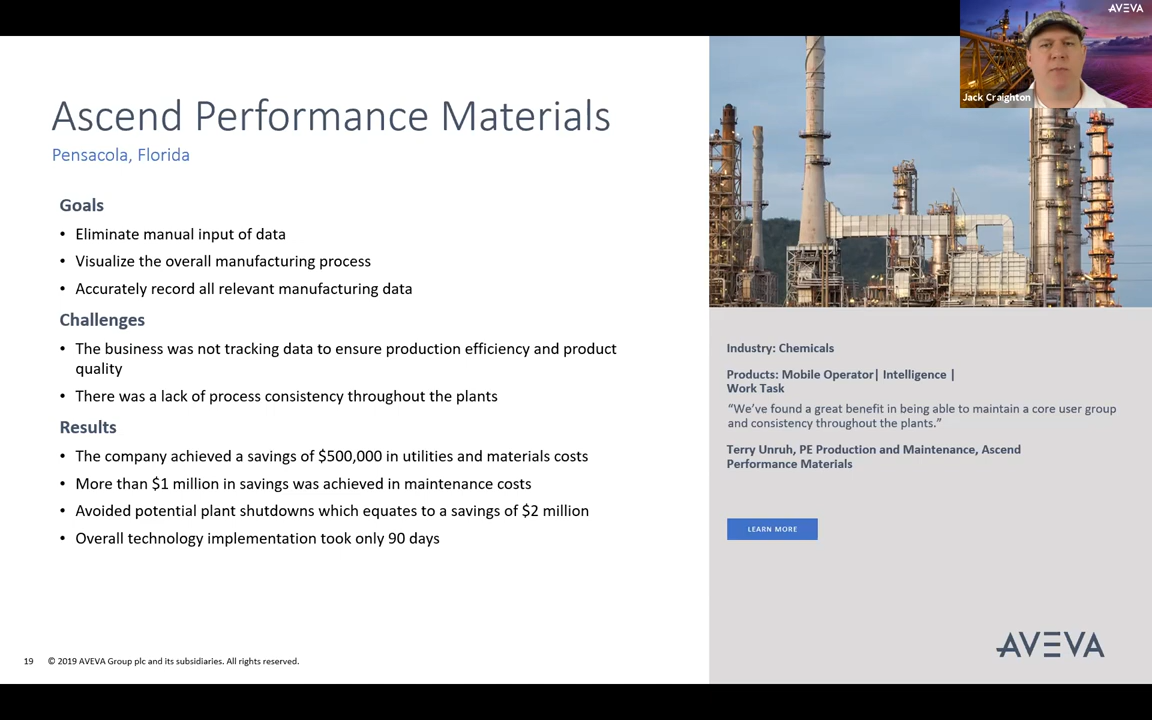 AVEVA
Jack Craighton
Ascend Performance Materials
Pensacola, Florida
Goals
• Eliminate manual input of data
• Visualize the overall manufacturing process
• Accurately record all relevant manufacturing data
Challenges
• The business was not tracking data to ensure production efficiency and product
quality
• There was a lack of process consistency throughout the plants
Results
• The company achieved a savings of $500,000 in utilities and materials costs
• More than $1 million in savings was achieved in maintenance costs
• Avoided potential plant shutdowns which equates to a savings of $2 million
• Overall technology implementation took only 90 days
Industry: Chemicals
Products: Mobile Operator| Intelligence |
Work Task
“We’ve found a great benefit in being able to maintain a core user group
and consistency throughout the plants.”
Terry Unruh, PE Production and Maintenance, Ascend
Performance Materials
LEARN MORE
AVEVA
19 © 2019 AVEVA Group plc and its subsidiaries. All rights reserved.